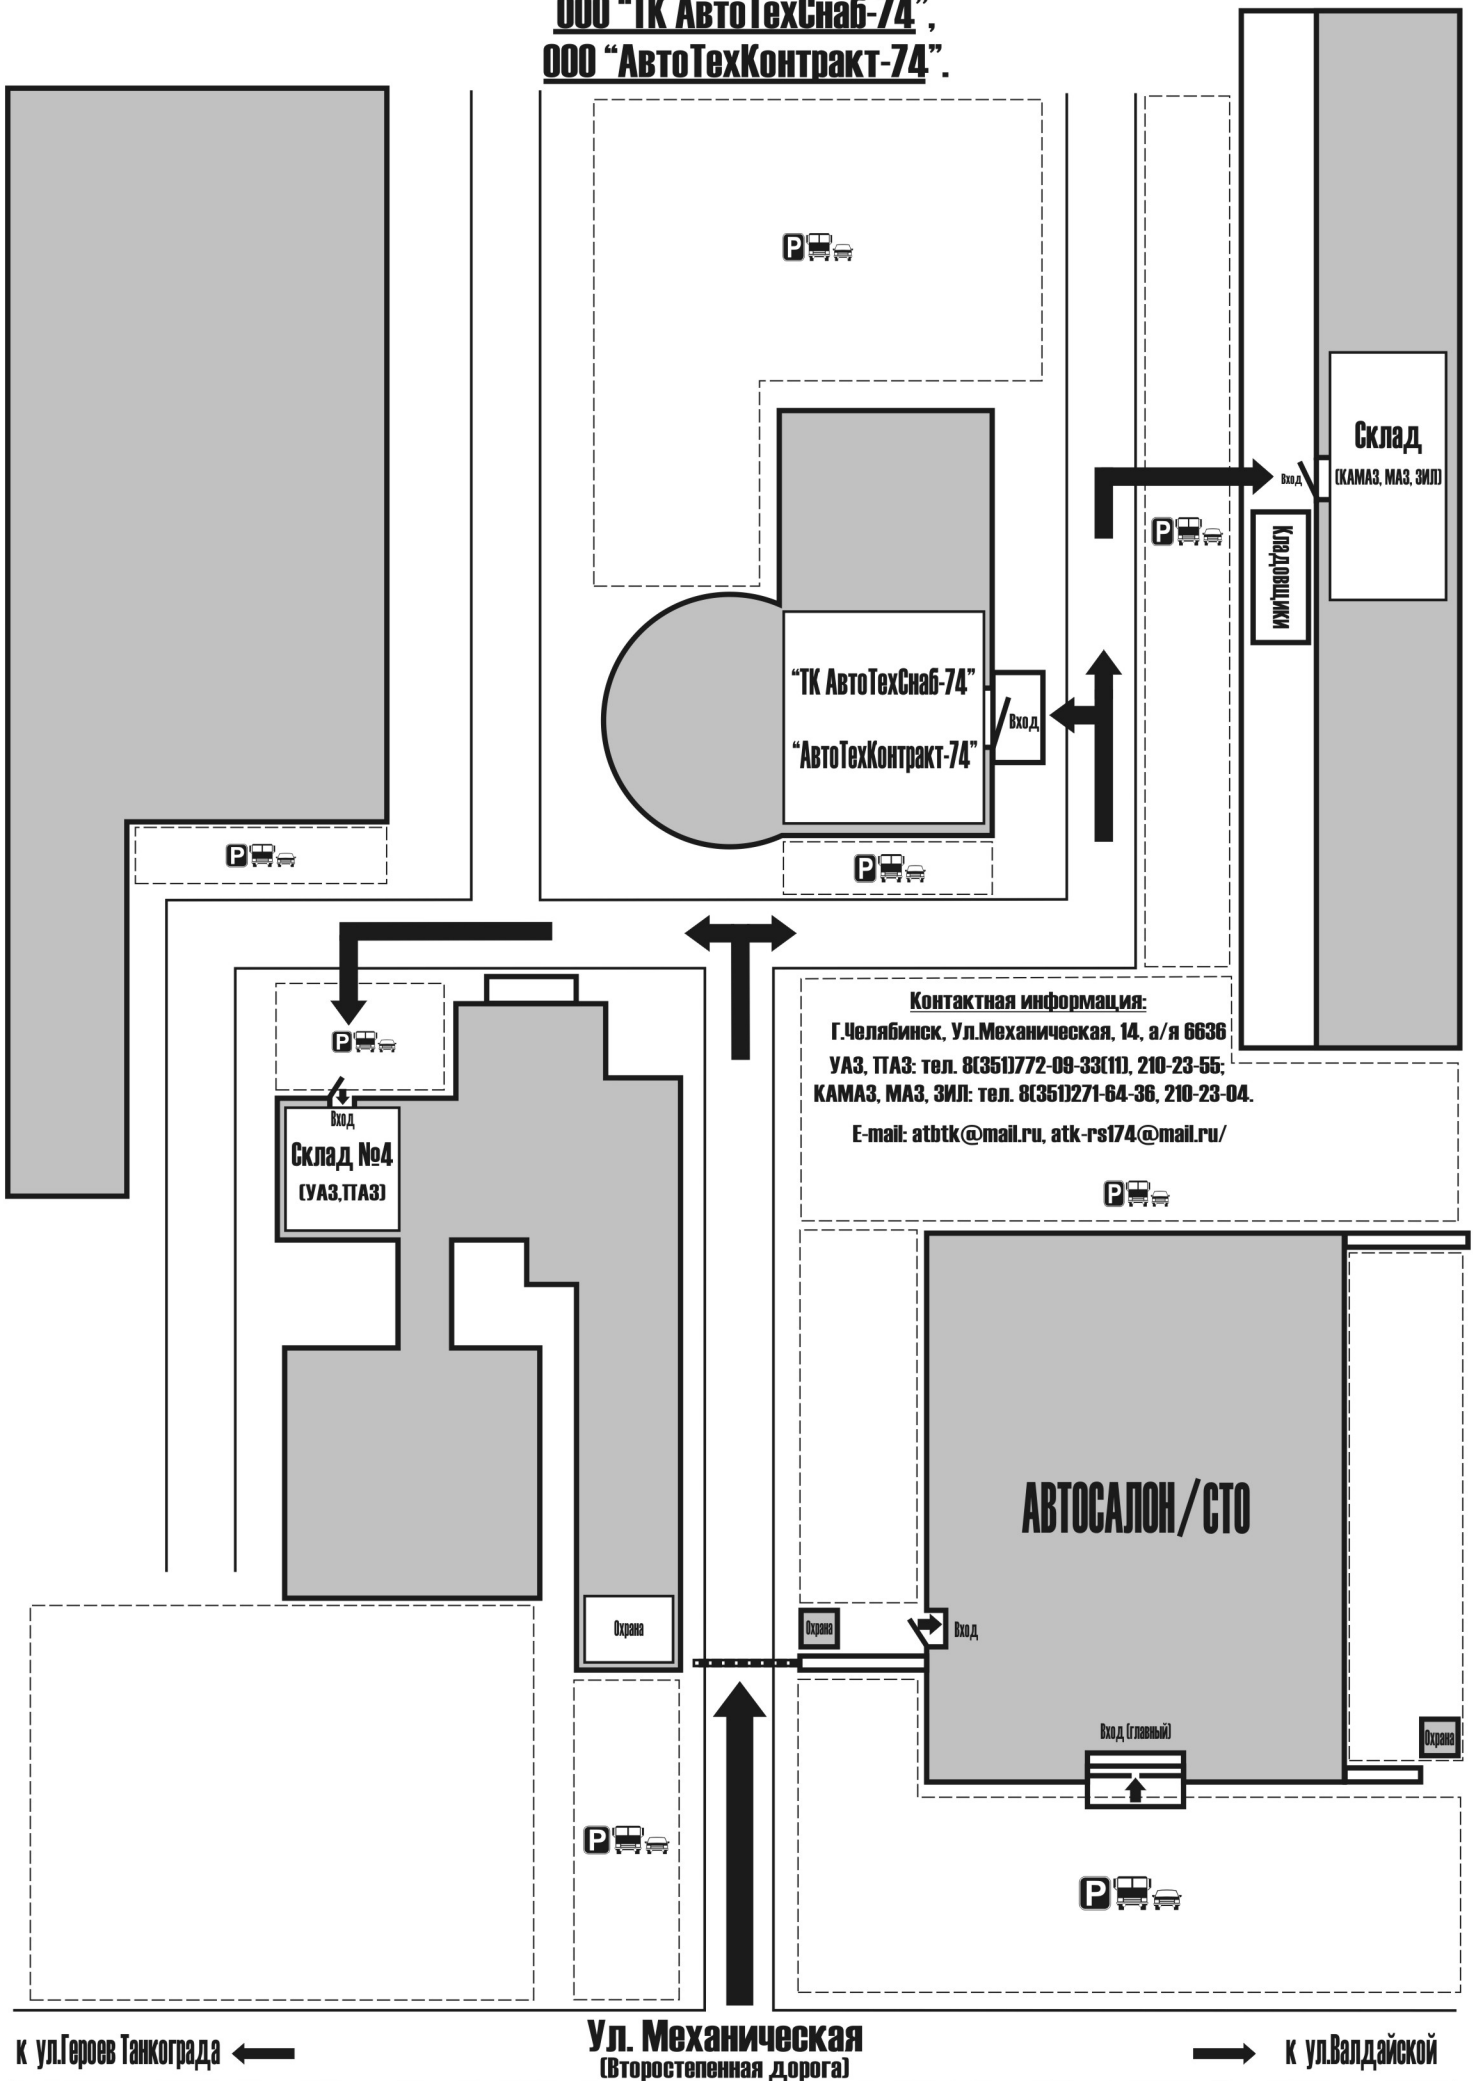 ООО “ТК АвтоТехСнаб-74”,
ООО “АвтоТехКонтракт-74”.
P
Склад
(КАМАЗ, МАЗ, ЗИЛ)
Вход
P
Кладовщики
“ТК АвтоТехСнаб-74”
“АвтоТехКонтракт-74”
Вход
P
P
Контактная информация:
Г.Челябинск, Ул.Механическая, 14, а/я 6636
УАЗ, ПАЗ: тел. 8(351)772-09-33(11), 210-23-55;
КАМАЗ, МАЗ, ЗИЛ: тел. 8(351)271-64-36, 210-23-04.
E-mail: atbtk@mail.ru, atk-rs174@mail.ru/
P
P
Вход
Склад №4
(УАЗ,ПАЗ)
АВТОСАЛОН/СТО
Охрана
Охрана
Вход
Вход (главный)
Охрана
P
P
Ул. Механическая
(Второстепенная дорога)
к ул.Героев Танкограда
к ул.Валдайской